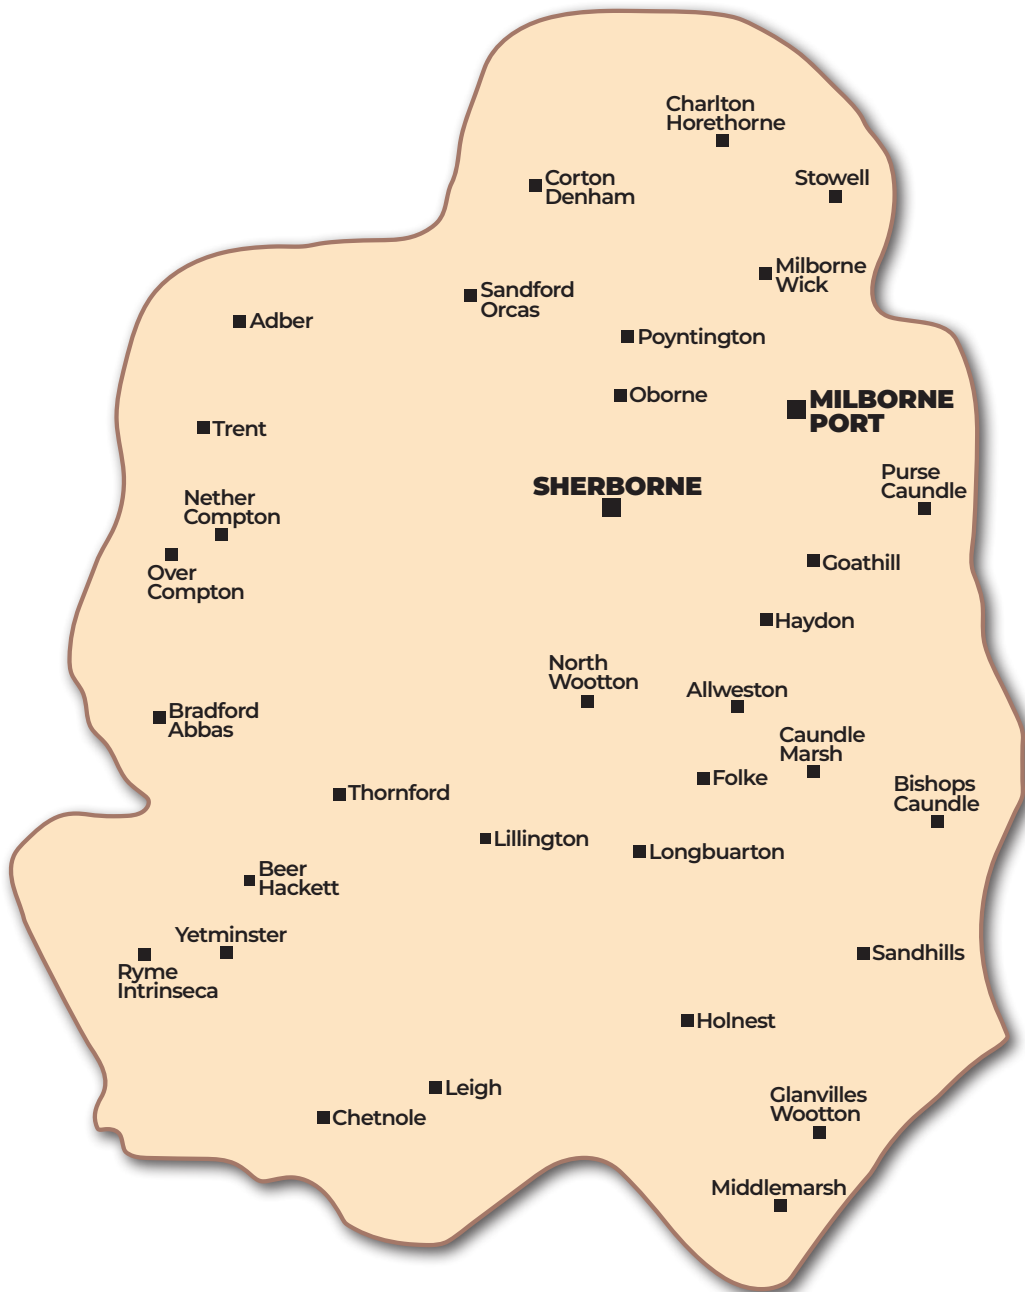 Charlton
Horethorne
Corton
Denham
Stowell
Milborne
Wick
Sandford
Orcas
Adber
Poyntington
Oborne
MILBORNE
PORT
Trent
Purse
Caundle
SHERBORNE
Nether
Compton
Over
Compton
Goathill
Haydon
North
Wootton
Allweston
Bradford
Abbas
Caundle
Marsh
Folke
Bishops
Caundle
Thornford
Lillington
Longbuarton
Beer
Hackett
Yetminster
Ryme
Intrinseca
Sandhills
Holnest
Leigh
Chetnole
Glanvilles
Wootton
Middlemarsh